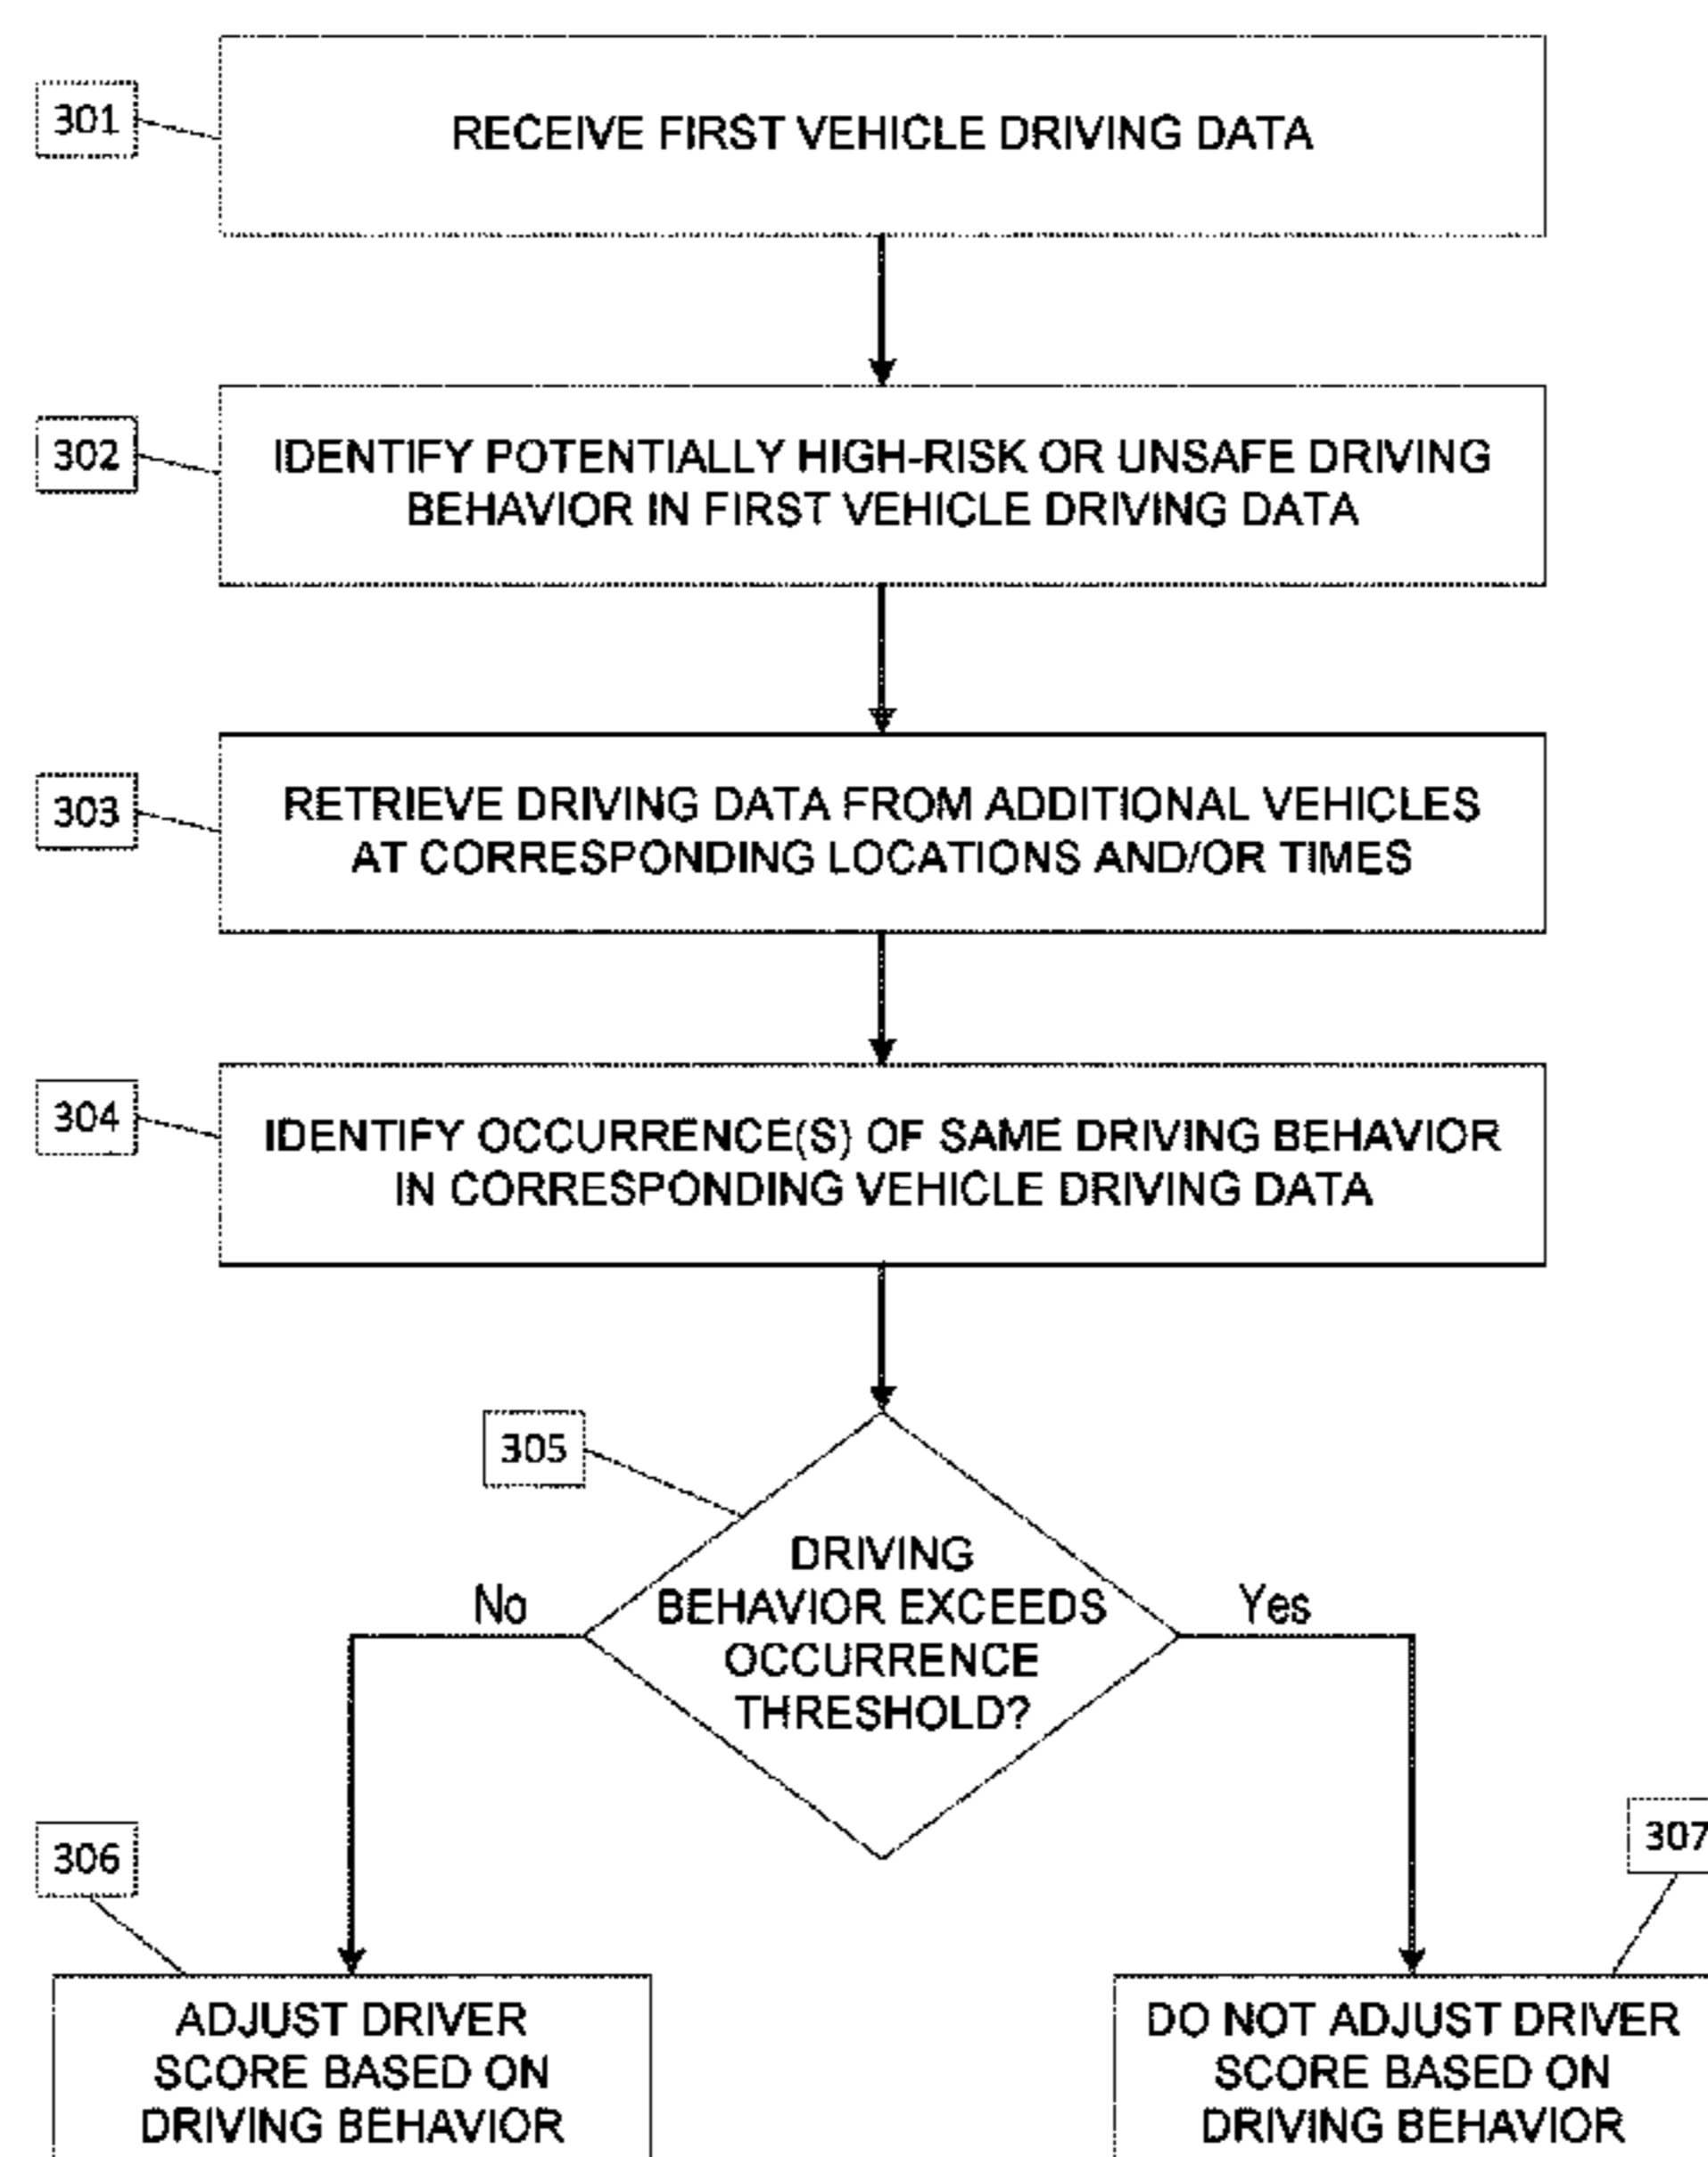 301
RECEIVE FIRST VEHICLE DRIVING DATA
302
IDENTIFY POTENTIALLY HIGH-RISK OR UNSAFE DRIVING
BEHAVIOR IN FIRST VEHICLE DRIVING DATA
303
RETRIEVE DRIVING DATA FROM ADDITIONAL VEHICLES
AT CORRESPONDING LOCATIONS AND/OR TIMES
304
IDENTIFY OCCURRENCE(S) OF SAME DRIVING BEHAVIOR
IN CORRESPONDING VEHICLE DRIVING DATA
305
DRIVING
BEHAVIOR EXCEEDS
OCCURRENCE
THRESHOLD?
No
Yes
306
307
ADJUST DRIVER
SCORE BASED ON
DRIVING BEHAVIOR
DO NOT ADJUST DRIVER
SCORE BASED ON
DRIVING BEHAVIOR